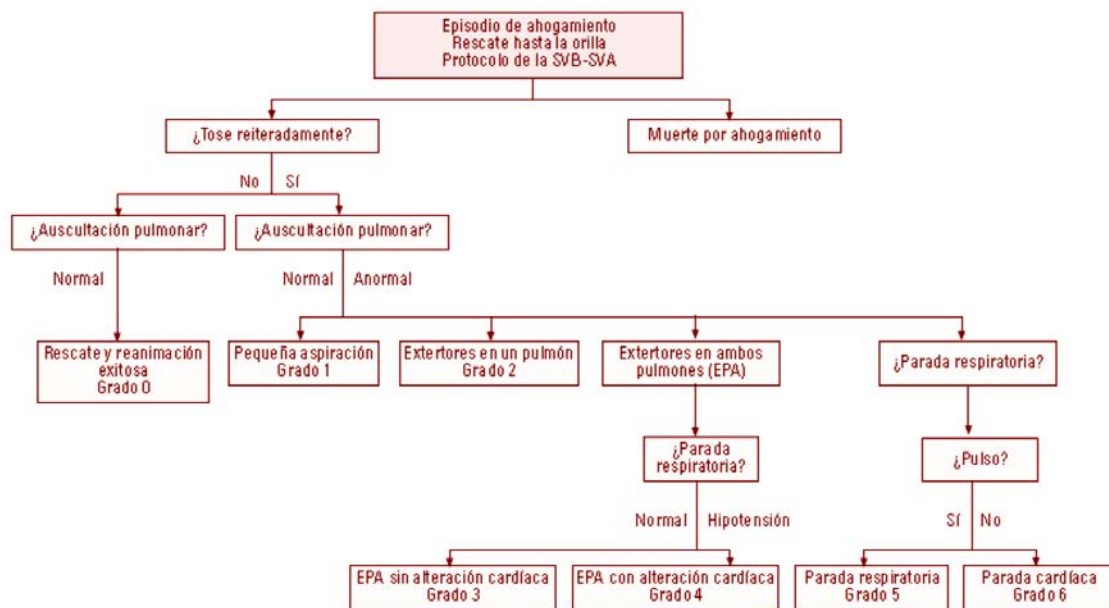 Episodio de ahogamiento
Rescate hasta la orilla
Protocolo de la SVB-SVA
¿Tose reiteradamente?
Muerte por ahogamiento
No
Sí
¿Auscultación pulmonar?
¿Auscultación pulmonar?
Normal
Normal
Anormal
Rescate y reanimación
exitosa
Grado 0
Pequeña aspiración
Grado 1
Extertores en un pulmón
Grado 2
Extertores en ambos
pulmones (EPA)
¿Parada respiratoria?
¿Parada
respiratoria?
¿Pulso?
Normal
Hipotensión
Sí
No
EPA sin alteración cardíaca
Grado 3
EPA con alteración cardíaca
Grado 4
Parada respiratoria
Grado 5
Parada cardíaca
Grado 6